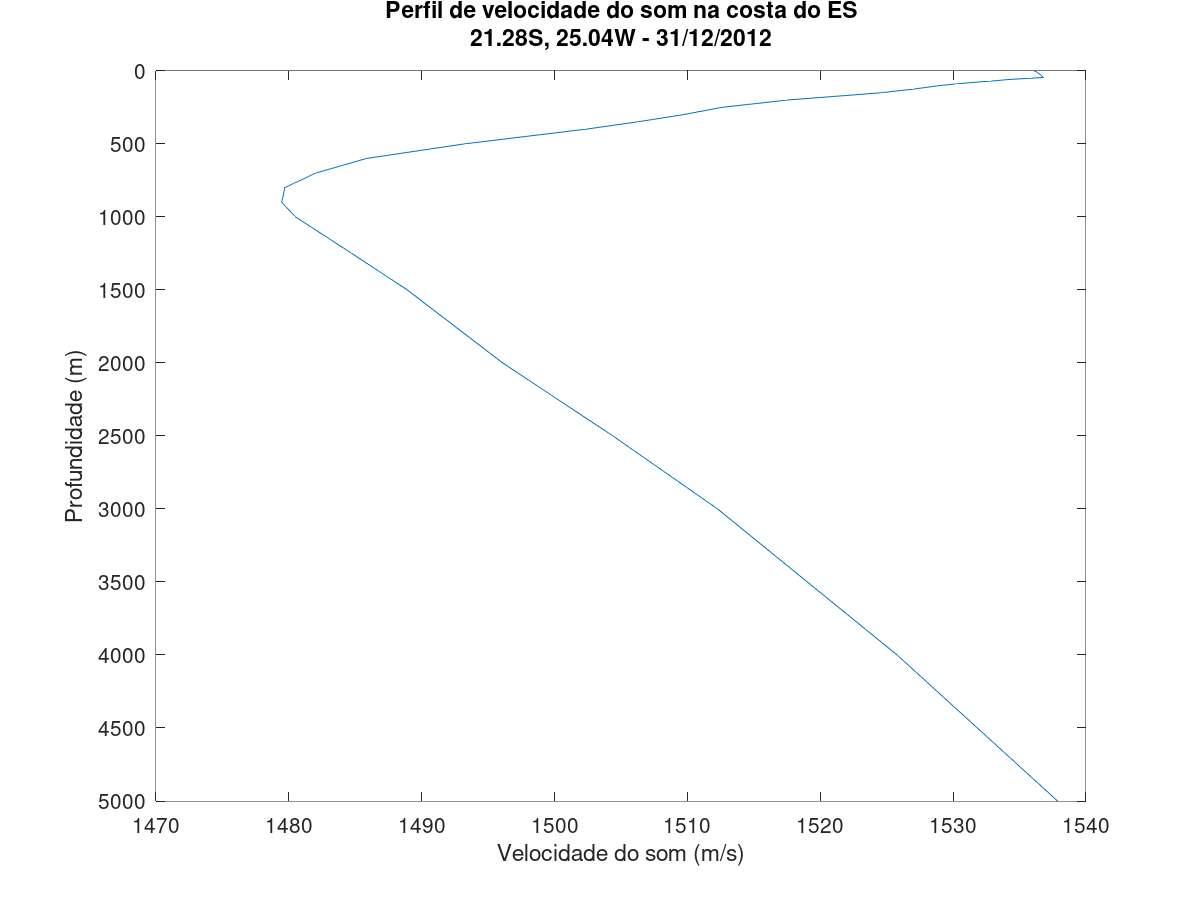 Perfil de velocidade do som na costa do ES
21.28S, 25.04W - 31/12/2012
0
500
1000
1500
2000
2500
3000
3500
4000
4500
5000
Profundidade (m)
1470 1480 1490 1500 1510 1520 1530 1540
Velocidade do som (m/s)